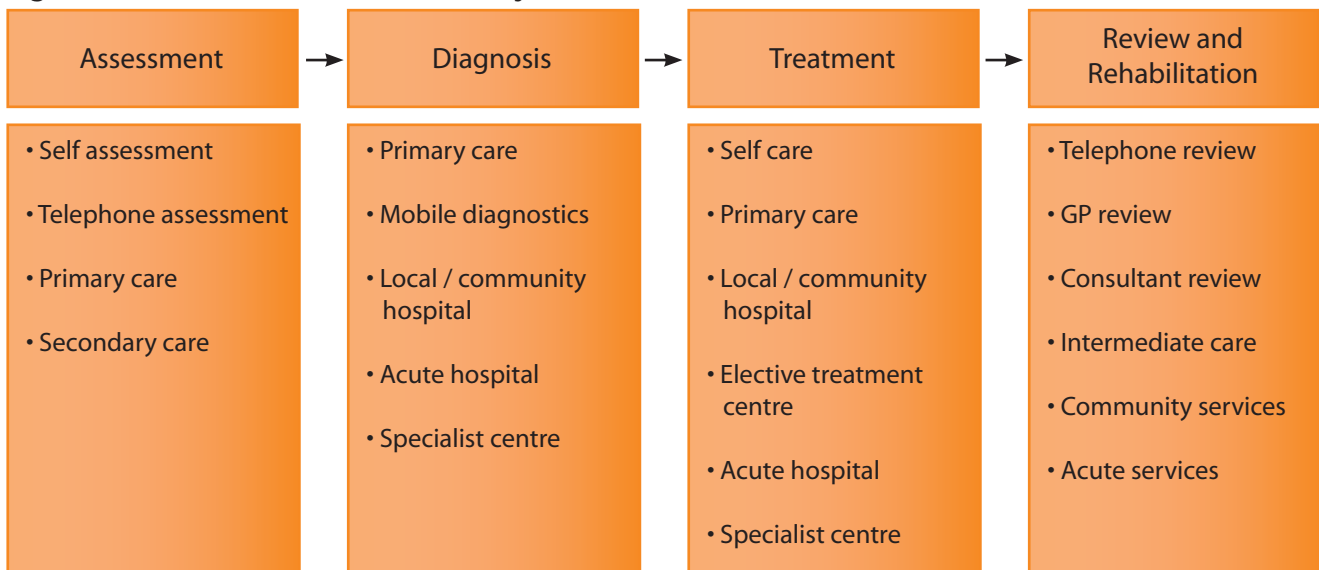 Assessment
Diagnosis
Treatment
Review and
Rehabilitation
• Self assessment
• Telephone assessment
• Primary care
• Secondary care
• Primary care
• Mobile diagnostics
• Local / community
hospital
• Acute hospital
• Specialist centre
• Self care
• Primary care
• Local / community
hospital
• Elective treatment
centre
• Acute hospital
• Specialist centre
• Telephone review
• GP review
• Consultant review
• Intermediate care
• Community services
• Acute services